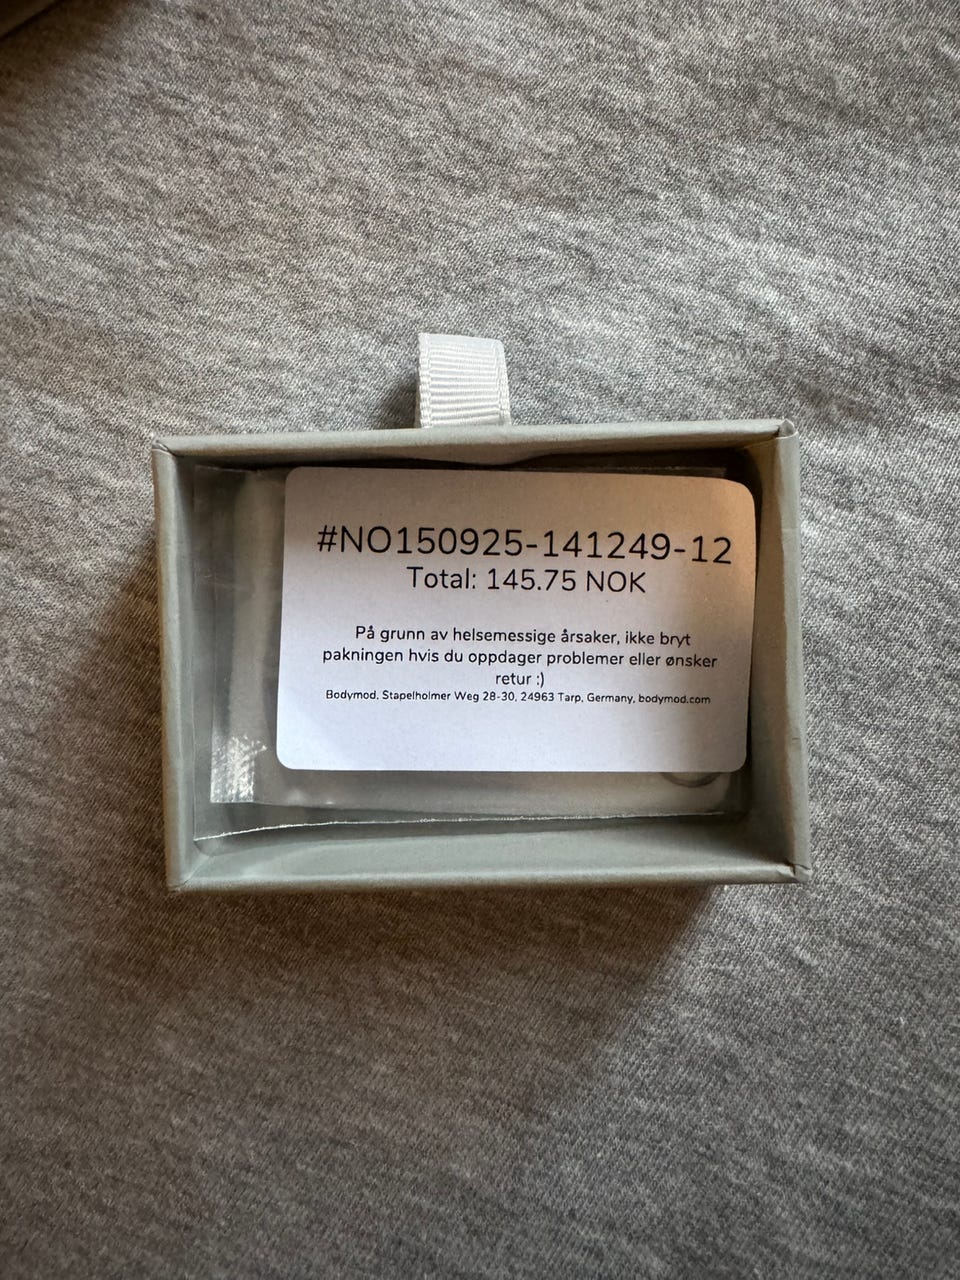 #NO150925-141249-12
Total: 145.75 NOK
På grunn av helsemessige årsaker, ikke bryt
pakningen hvis du oppdager problemer eller ønsker
retur :)
Bodymod, Stapelholmer Weg 28-30, 24963 Tarp, Germany, bodymod.com